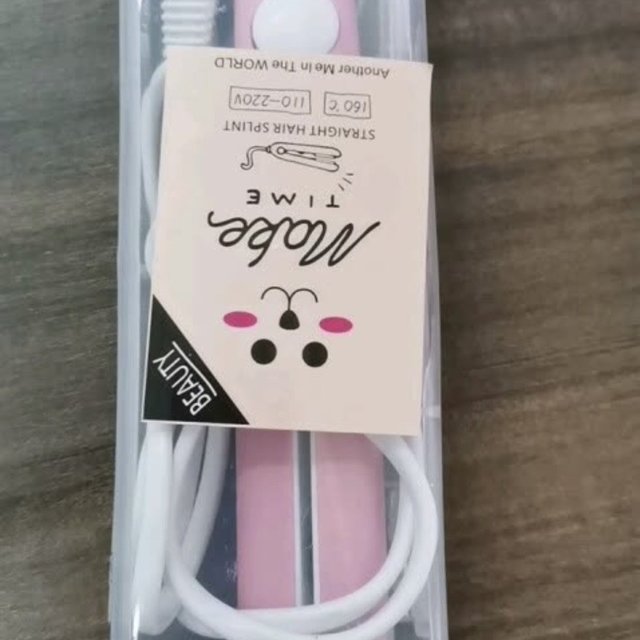 BEAUTY
Make
TIME
STRAIGHT HAIR SPLINT
160℃ 110-220V
Another Me In The WORLD